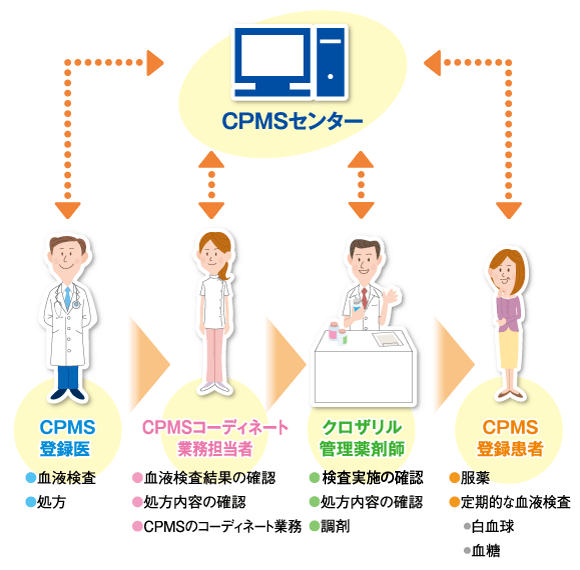 CPMSセンター
CPMS
登録医
●血液検査
●処方
CPMSコーディネート
業務担当者
●血液検査結果の確認
●処方内容の確認
●CPMSのコーディネート業務
クロザリル
管理薬剤師
●検査実施の確認
●処方内容の確認
●調剤
CPMS
登録患者
●服薬
●定期的な血液検査
●白血球
●血糖